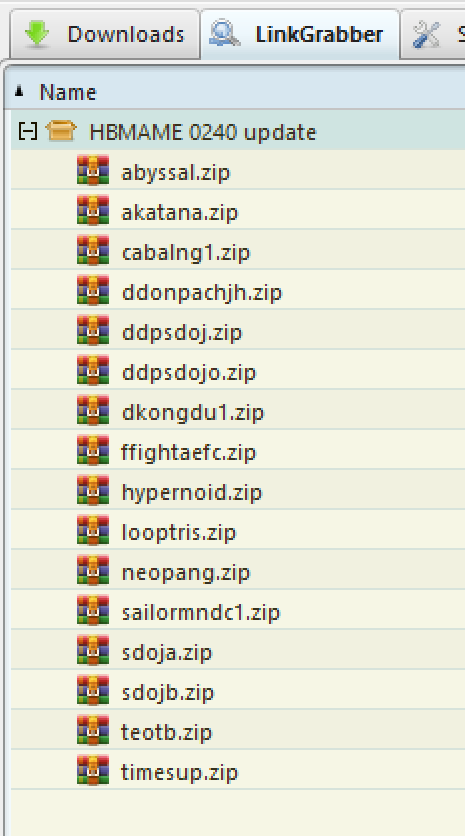 Downloads LinkGrabber S
Name
HBMAME 0240 update
abyssal.zip
akatana.zip
cabalng1.zip
ddonpachjh.zip
ddpsdoj.zip
ddpsdojo.zip
dkongdu1.zip
ffightaefc.zip
hypernoid.zip
looptris.zip
neopang.zip
sailormndc1.zip
sdoja.zip
sdojb.zip
teotb.zip
timesup.zip